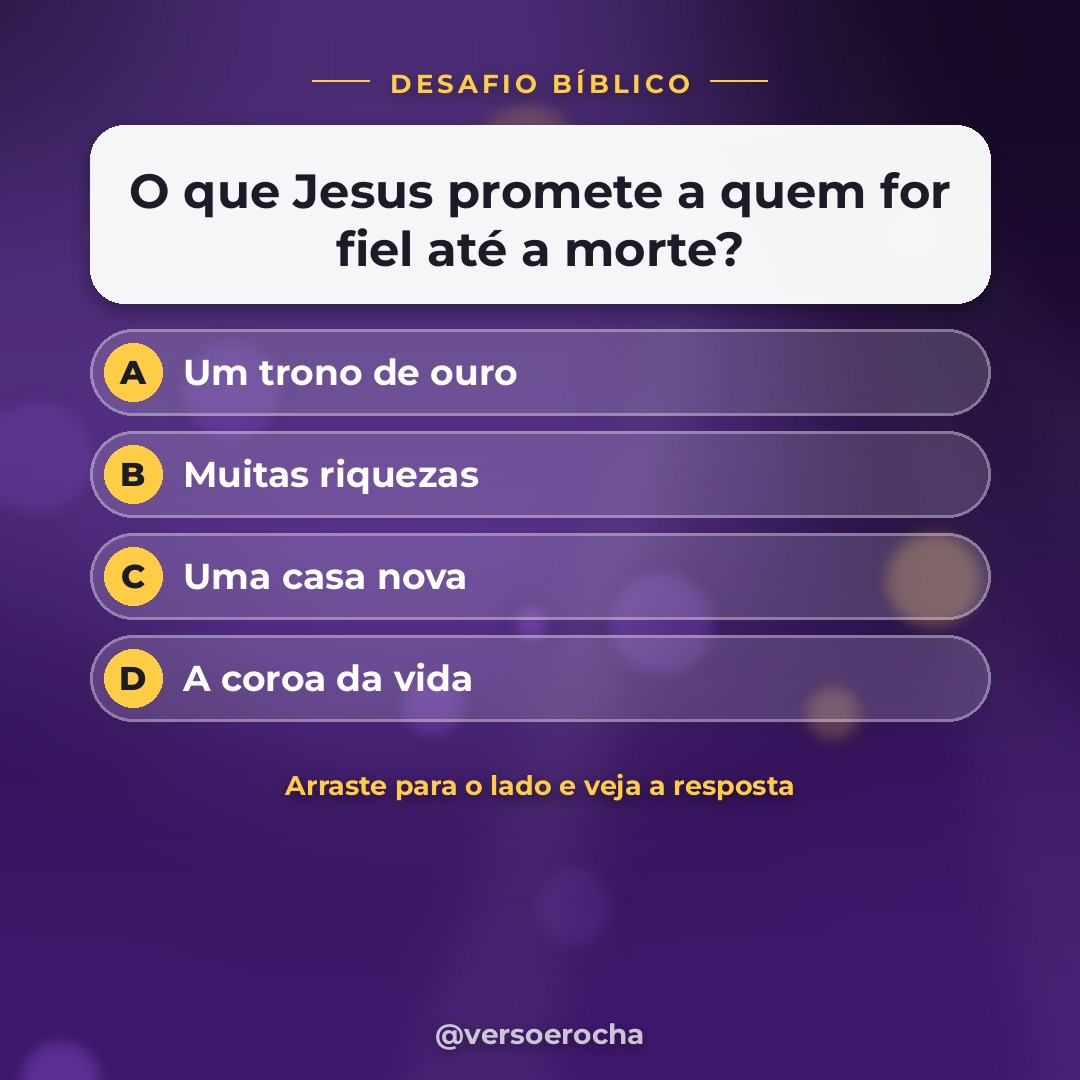 DESAFIO BÍBLICO
O que Jesus promete a quem for
fiel até a morte?
A Um trono de ouro
B Muitas riquezas
C Uma casa nova
D A coroa da vida
Arraste para o lado e veja a resposta
@versoerocha